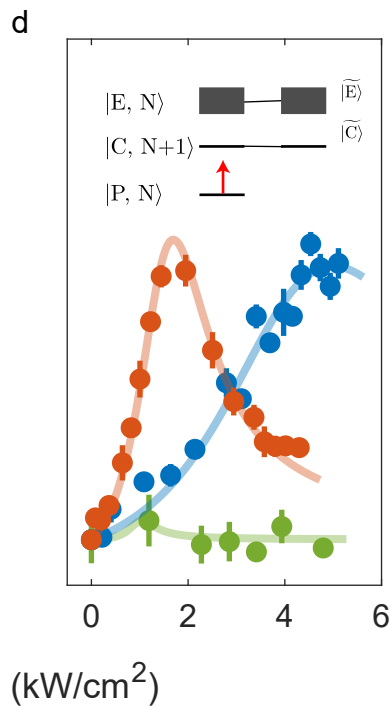 d
|E, N⟩ |E͂⟩
|C, N+1⟩ |C͂⟩
|P, N⟩
0 2 4 6
(kW/cm²)